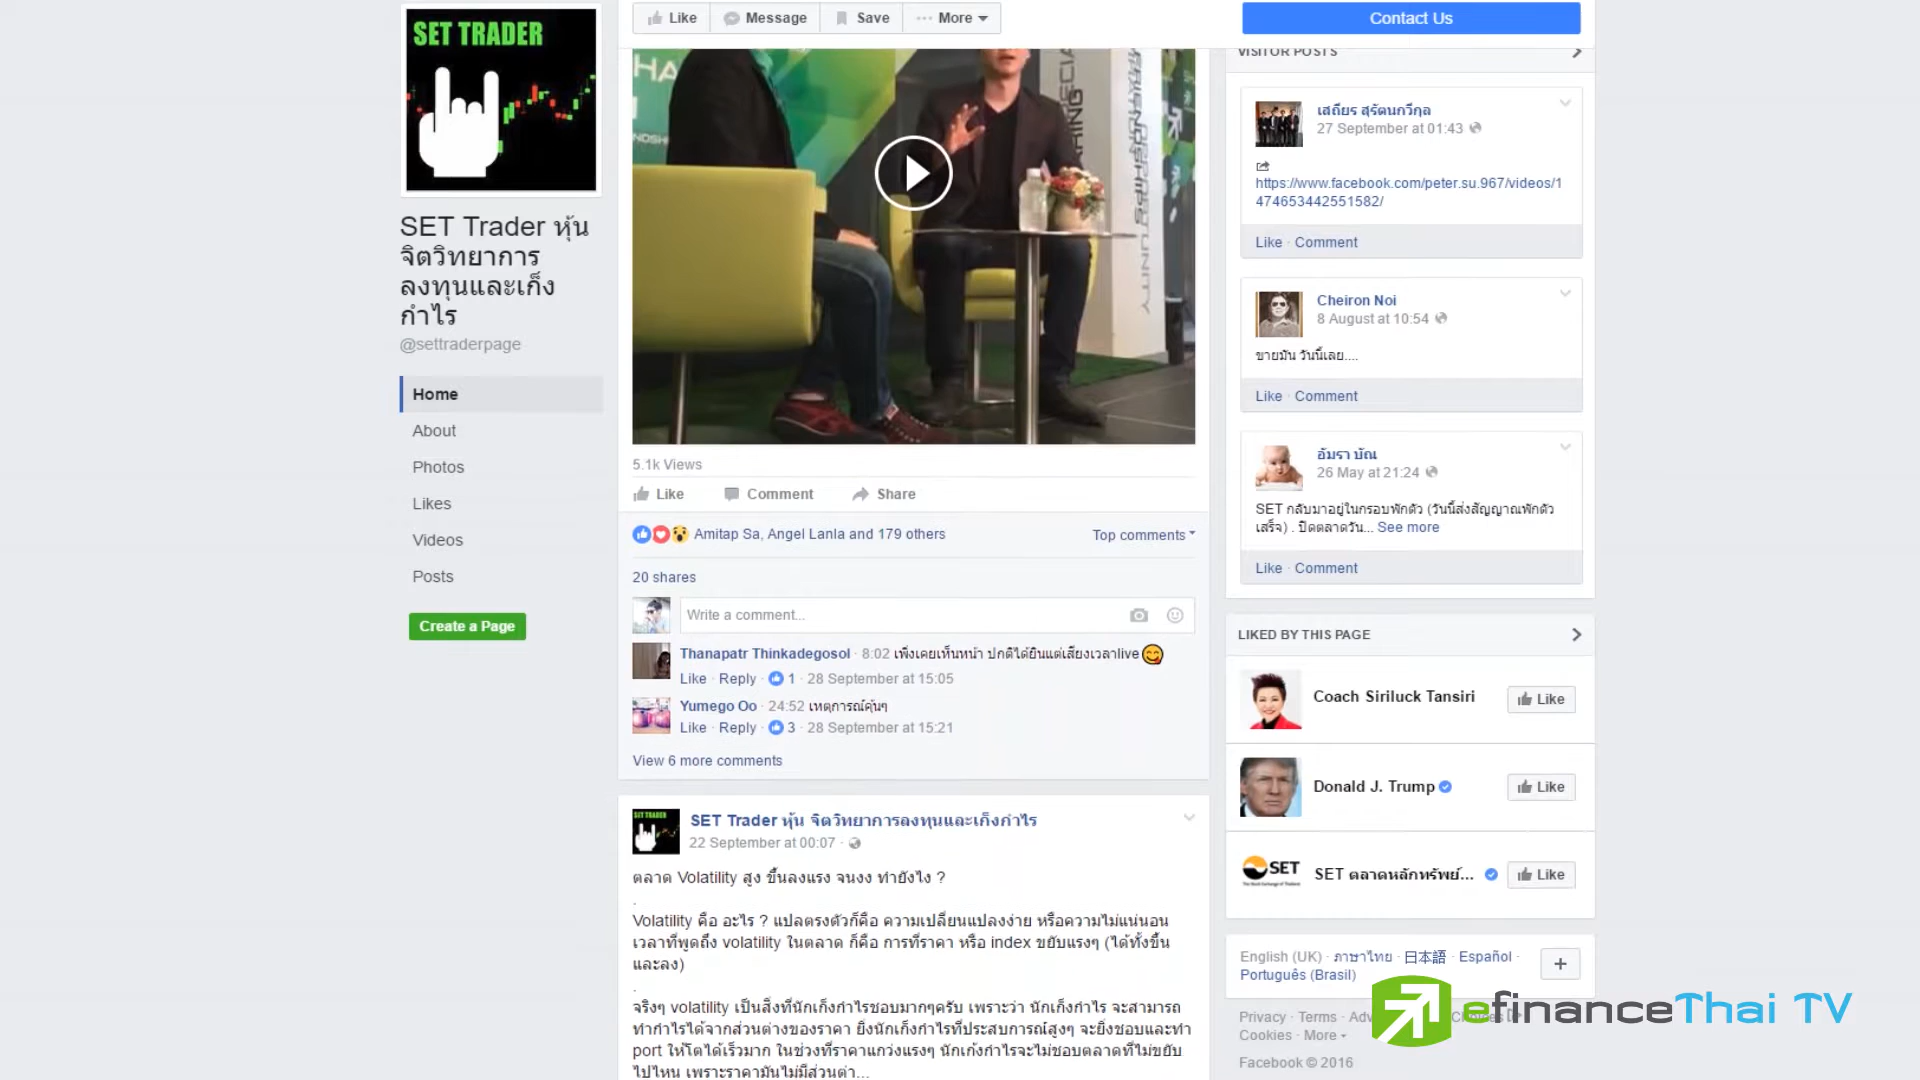 SET TRADER
SET Trader หุ้น
จิตวิทยาการ
ลงทุนและเก็ง
กำไร
@settraderpage
Home
About
Photos
Likes
Videos
Posts
Create a Page
Like
Message
Save
More
Contact Us
5.1k Views
Like
Comment
Share
Amitap Sa, Angel Lanla and 179 others
Top comments
20 shares
Write a comment...
Thanapatr Thinkadegosol · 8:02 เพิ่งเคยเห็นหน้า ปกติได้ยินแต่เสียงเวลาlive
Like · Reply · 1 · 28 September at 15:05
Yumego Oo · 24:52 เหตุการณ์คุ้นๆ
Like · Reply · 3 · 28 September at 15:21
View 6 more comments
SET Trader หุ้น จิตวิทยาการลงทุนและเก็งกำไร
22 September at 00:07 ·
ตลาด Volatility สูง ขึ้นลงแรง จนงง ทำยังไง ?
.
Volatility คือ อะไร ? แปลตรงตัวก็คือ ความเปลี่ยนแปลงง่าย หรือความไม่แน่นอน
เวลาที่พูดถึง volatility ในตลาด ก็คือ การที่ราคา หรือ index ขยับแรงๆ (ได้ทั้งขึ้น
และลง)
.
จริงๆ volatility เป็นสิ่งที่นักเก็งกำไรชอบมากๆครับ เพราะว่า นักเก็งกำไร จะสามารถ
ทำกำไรได้จากส่วนต่างของราคา ยิ่งนักเก็งกำไรที่ประสบการณ์สูงๆ จะยิ่งชอบและทำ
port ให้โตได้เร็วมาก ในช่วงที่ราคาแกว่งแรงๆ นักเก้งกำไรจะไม่ชอบตลาดที่ไม่ขยับ
ไปไหน เพราะราคามันไม่มีส่วนต่า...
VISITOR POSTS
เสถียร สุรัตนกวีกุล
27 September at 01:43
https://www.facebook.com/peter.su.967/videos/1
474653442551582/
Like · Comment
Cheiron Noi
8 August at 10:54
ขายมัน วันนี้เลย....
Like · Comment
อัมรา บัณ
26 May at 21:24
SET กลับมาอยู่ในกรอบพักตัว (วันนี้ส่งสัญญาณพักตัว
เสร็จ) . ปิดตลาดวัน... See more
Like · Comment
LIKED BY THIS PAGE
Coach Siriluck Tansiri
Like
Donald J. Trump
Like
SET
SET ตลาดหลักทรัพย์...
Like
English (UK) · ภาษาไทย · 日本語 · Español ·
Português (Brasil)
Privacy · Terms ·
Cookies · More
Facebook © 2016
efinanceThai TV